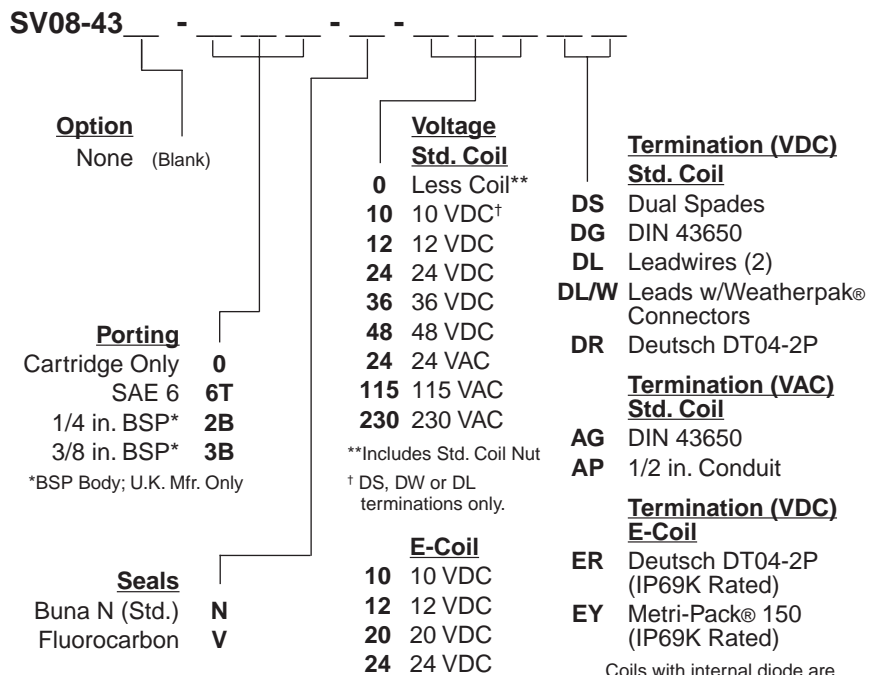 SV08-43__ - __ __ __ - __ - __ __ __ __ __
Option
None (Blank)
Porting
Cartridge Only 0
SAE 6 6T
1/4 in. BSP* 2B
3/8 in. BSP* 3B
*BSP Body; U.K. Mfr. Only
Seals
Buna N (Std.) N
Fluorocarbon V
Voltage
Std. Coil
0 Less Coil**
10 10 VDC†
12 12 VDC
24 24 VDC
36 36 VDC
48 48 VDC
24 24 VAC
115 115 VAC
230 230 VAC
**Includes Std. Coil Nut
† DS, DW or DL
terminations only.
E-Coil
10 10 VDC
12 12 VDC
20 20 VDC
24 24 VDC
Termination (VDC)
Std. Coil
DS Dual Spades
DG DIN 43650
DL Leadwires (2)
DL/W Leads w/Weatherpak®
Connectors
DR Deutsch DT04-2P
Termination (VAC)
Std. Coil
AG DIN 43650
AP 1/2 in. Conduit
Termination (VDC)
E-Coil
ER Deutsch DT04-2P
(IP69K Rated)
EY Metri-Pack® 150
(IP69K Rated)
Coils with internal diode are